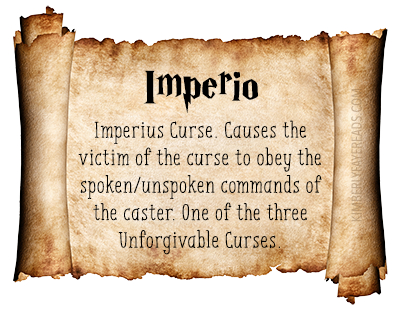 Imperio
Imperius Curse. Causes the
victim of the curse to obey the
spoken/unspoken commands of
the caster. One of the three
Unforgivable Curses.
KIMBERLYFAYEREADS.COM